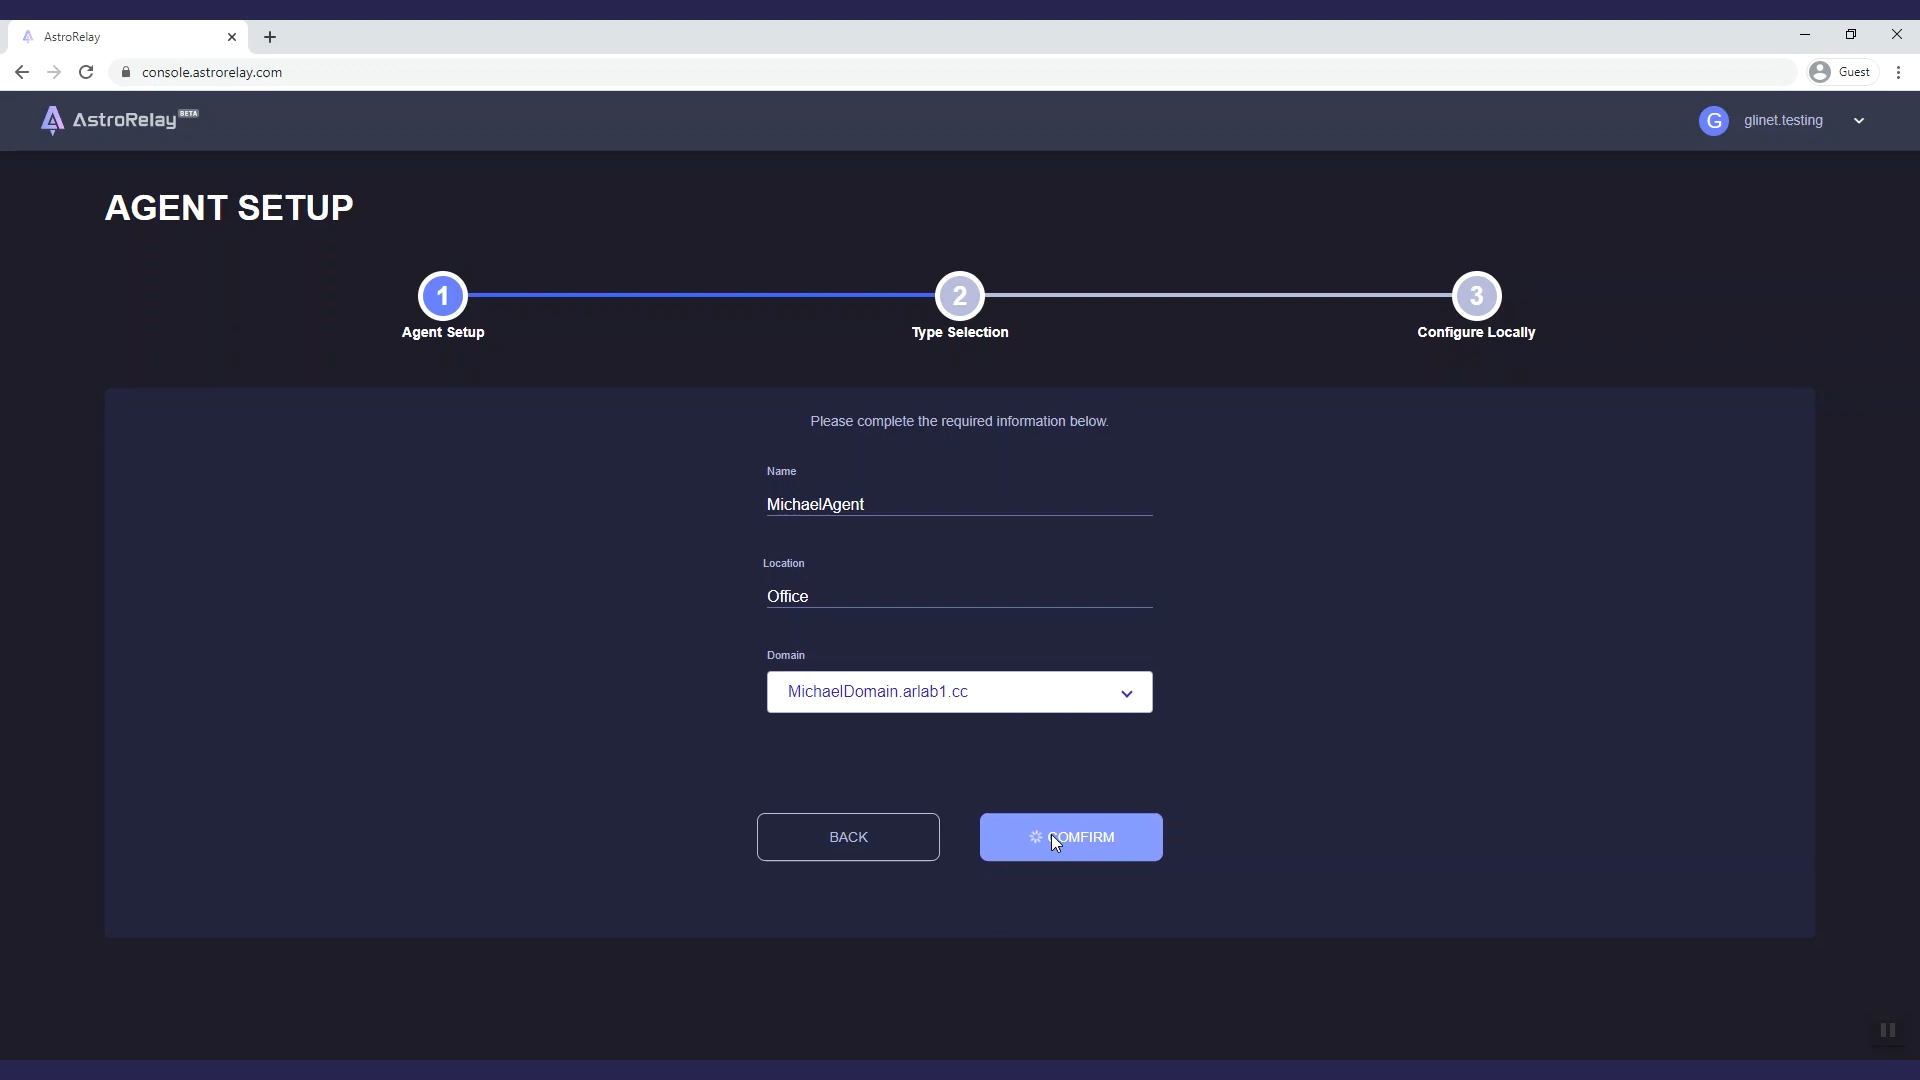 AstroRelay
console.astrorelay.com
Guest
AstroRelay BETA
G
glinet.testing
AGENT SETUP
1
2
3
Agent Setup
Type Selection
Configure Locally
Please complete the required information below.
Name
MichaelAgent
Location
Office
Domain
MichaelDomain.arlab1.cc
BACK
COMFIRM